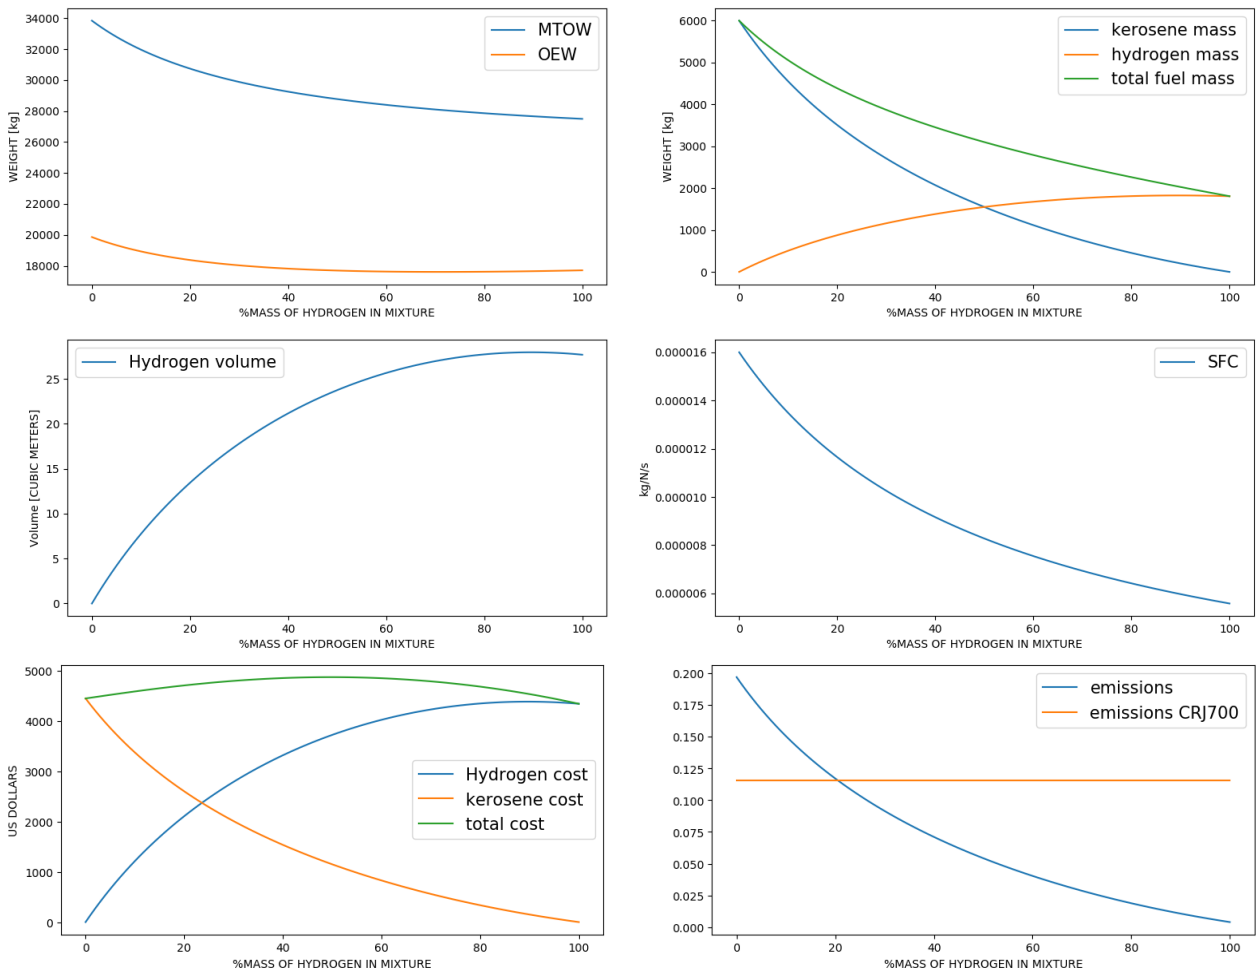 34000
32000
30000
28000
26000
24000
22000
20000
18000
WEIGHT [kg]
MTOW
OEW
0 20 40 60 80 100
%MASS OF HYDROGEN IN MIXTURE
6000
5000
4000
3000
2000
1000
0
WEIGHT [kg]
kerosene mass
hydrogen mass
total fuel mass
0 20 40 60 80 100
%MASS OF HYDROGEN IN MIXTURE
25
20
15
10
5
0
Volume [CUBIC METERS]
Hydrogen volume
0 20 40 60 80 100
%MASS OF HYDROGEN IN MIXTURE
0.000016
0.000014
0.000012
0.000010
0.000008
0.000006
kg/N/s
SFC
0 20 40 60 80 100
%MASS OF HYDROGEN IN MIXTURE
5000
4000
3000
2000
1000
0
US DOLLARS
Hydrogen cost
kerosene cost
total cost
0 20 40 60 80 100
%MASS OF HYDROGEN IN MIXTURE
0.200
0.175
0.150
0.125
0.100
0.075
0.050
0.025
0.000
emissions
emissions CRJ700
0 20 40 60 80 100
%MASS OF HYDROGEN IN MIXTURE